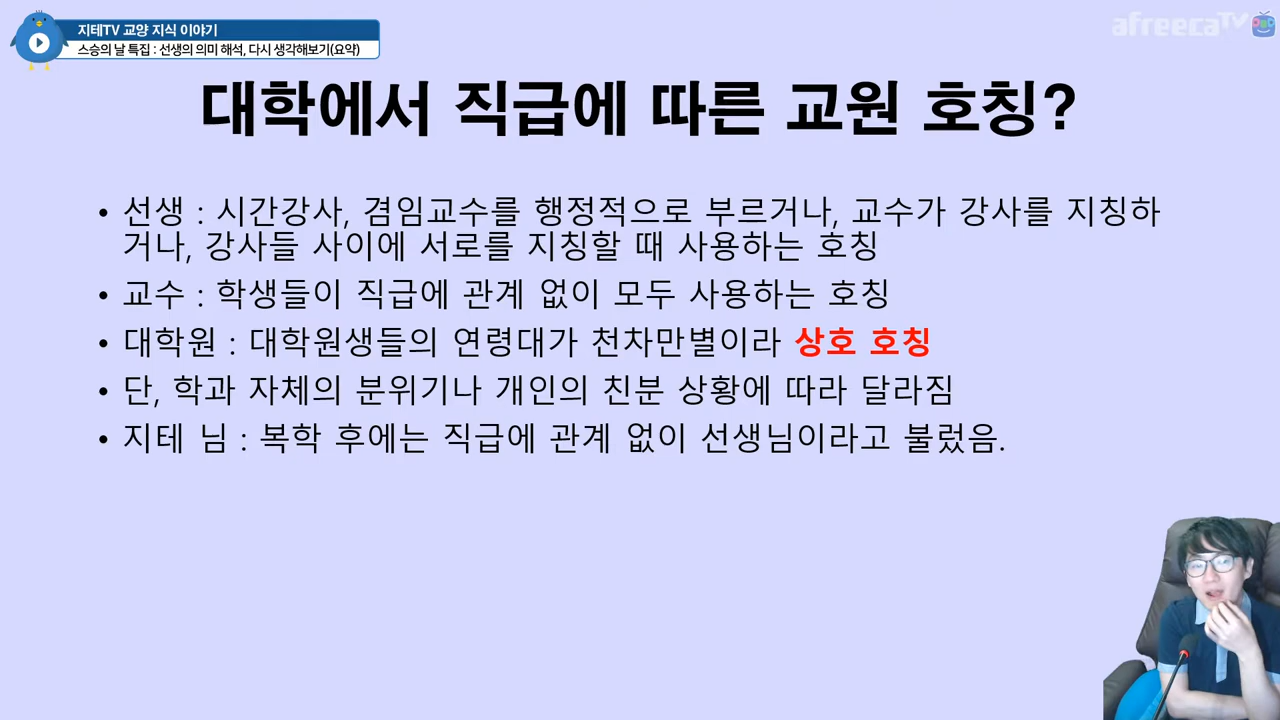 지테TV 교양 지식 이야기
스승의 날 특집 : 선생의 의미 해석, 다시 생각해보기(요약)
afreecaTV
대학에서 직급에 따른 교원 호칭?
• 선생 : 시간강사, 겸임교수를 행정적으로 부르거나, 교수가 강사를 지칭하
거나, 강사들 사이에 서로를 지칭할 때 사용하는 호칭
• 교수 : 학생들이 직급에 관계 없이 모두 사용하는 호칭
• 대학원 : 대학원생들의 연령대가 천차만별이라 상호 호칭
• 단, 학과 자체의 분위기나 개인의 친분 상황에 따라 달라짐
• 지테 님 : 복학 후에는 직급에 관계 없이 선생님이라고 불렀음.